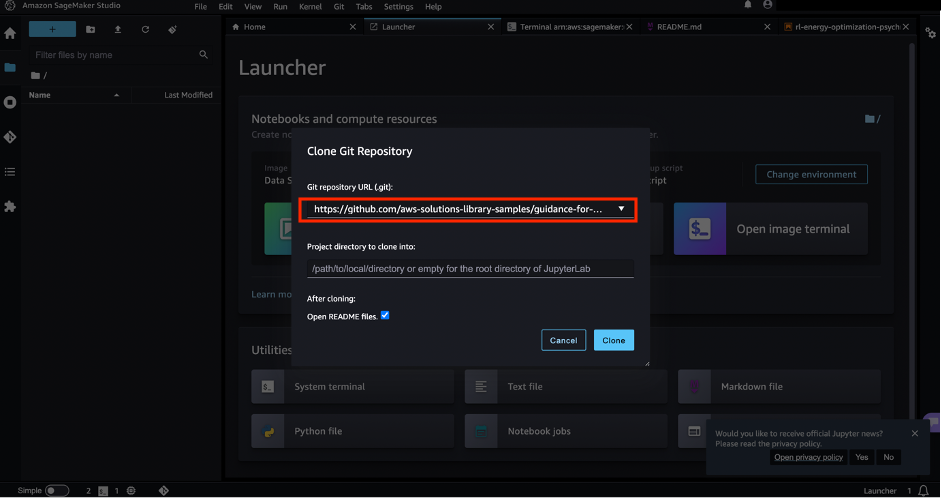 Amazon SageMaker Studio
File Edit View Run Kernel Git Tabs Settings Help
+
Filter files by name
/
Name Last Modified
Home
Launcher
Terminal arn:aws:sagemaker:
README.md
rl-energy-optimization-psych
Launcher
Notebooks and compute resources
/
Create no
er.
Image
Data S
up script
ript
Change environment
$_
Open image terminal
Clone Git Repository
Git repository URL (.git):
https://github.com/aws-solutions-library-samples/guidance-for-...
Project directory to clone into:
/path/to/local/directory or empty for the root directory of JupyterLab
After cloning:
Open README files.
Cancel
Clone
Learn mo
Utilities
$_
System terminal
Text file
Markdown file
Python file
Notebook jobs
Would you like to receive official Jupyter news?
Please read the privacy policy.
Open privacy policy
Yes
No
Simple
2
1
Launcher
1